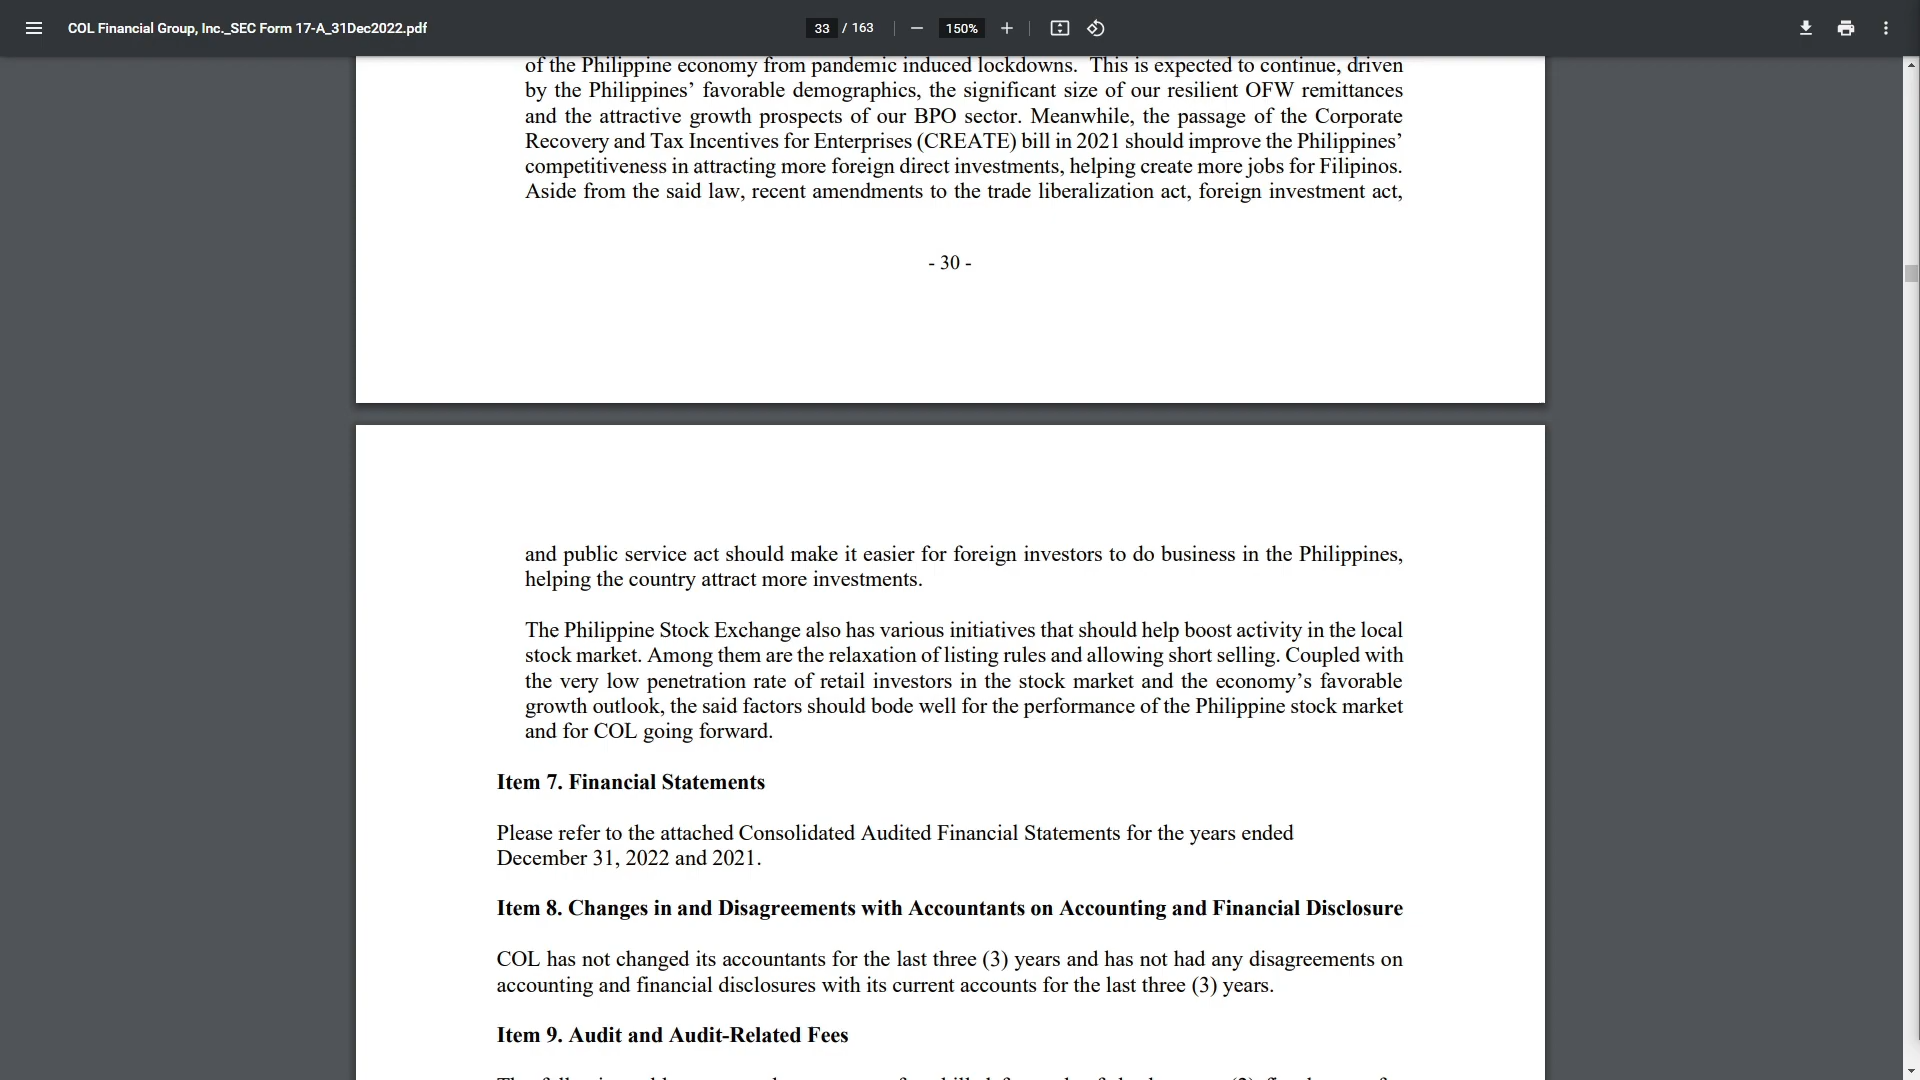 COL Financial Group, Inc._SEC Form 17-A_31Dec2022.pdf
33 / 163
150%
of the Philippine economy from pandemic induced lockdowns. This is expected to continue, driven
by the Philippines’ favorable demographics, the significant size of our resilient OFW remittances
and the attractive growth prospects of our BPO sector. Meanwhile, the passage of the Corporate
Recovery and Tax Incentives for Enterprises (CREATE) bill in 2021 should improve the Philippines’
competitiveness in attracting more foreign direct investments, helping create more jobs for Filipinos.
Aside from the said law, recent amendments to the trade liberalization act, foreign investment act,
- 30 -
and public service act should make it easier for foreign investors to do business in the Philippines,
helping the country attract more investments.
The Philippine Stock Exchange also has various initiatives that should help boost activity in the local
stock market. Among them are the relaxation of listing rules and allowing short selling. Coupled with
the very low penetration rate of retail investors in the stock market and the economy’s favorable
growth outlook, the said factors should bode well for the performance of the Philippine stock market
and for COL going forward.
Item 7. Financial Statements
Please refer to the attached Consolidated Audited Financial Statements for the years ended
December 31, 2022 and 2021.
Item 8. Changes in and Disagreements with Accountants on Accounting and Financial Disclosure
COL has not changed its accountants for the last three (3) years and has not had any disagreements on
accounting and financial disclosures with its current accounts for the last three (3) years.
Item 9. Audit and Audit-Related Fees